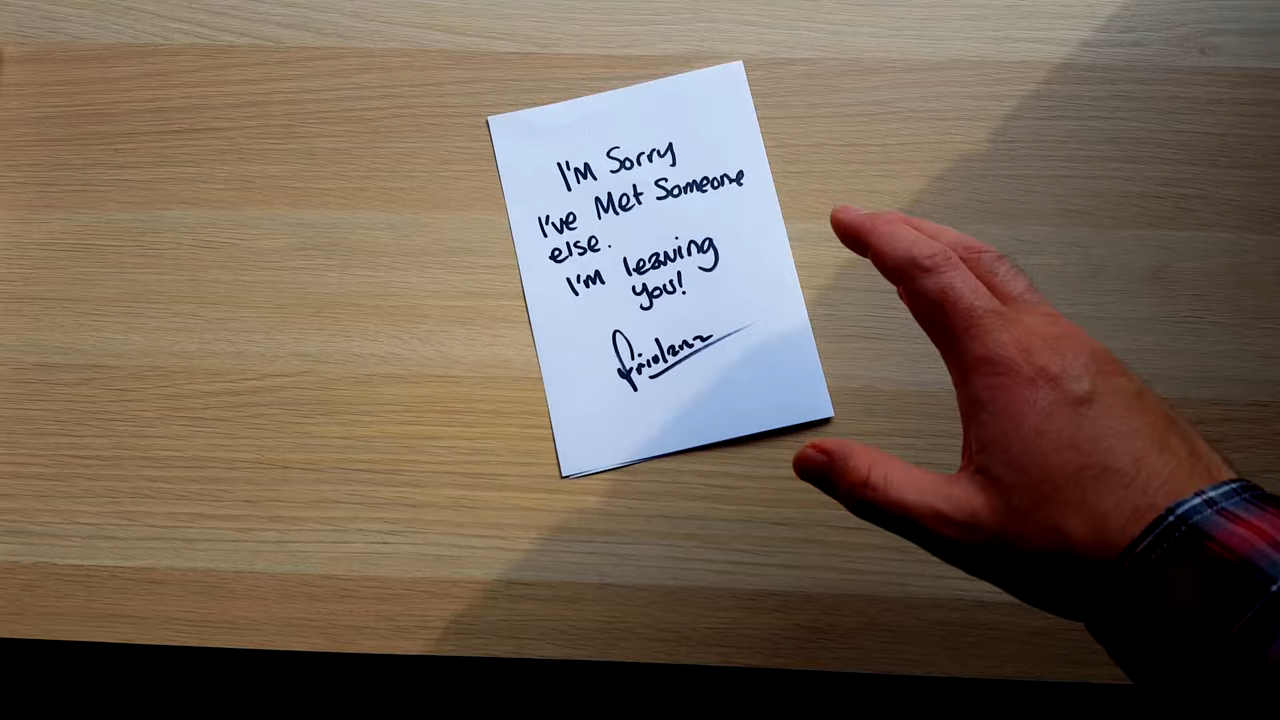 I'm Sorry
I've Met Someone
else.
I'm leaving
you!